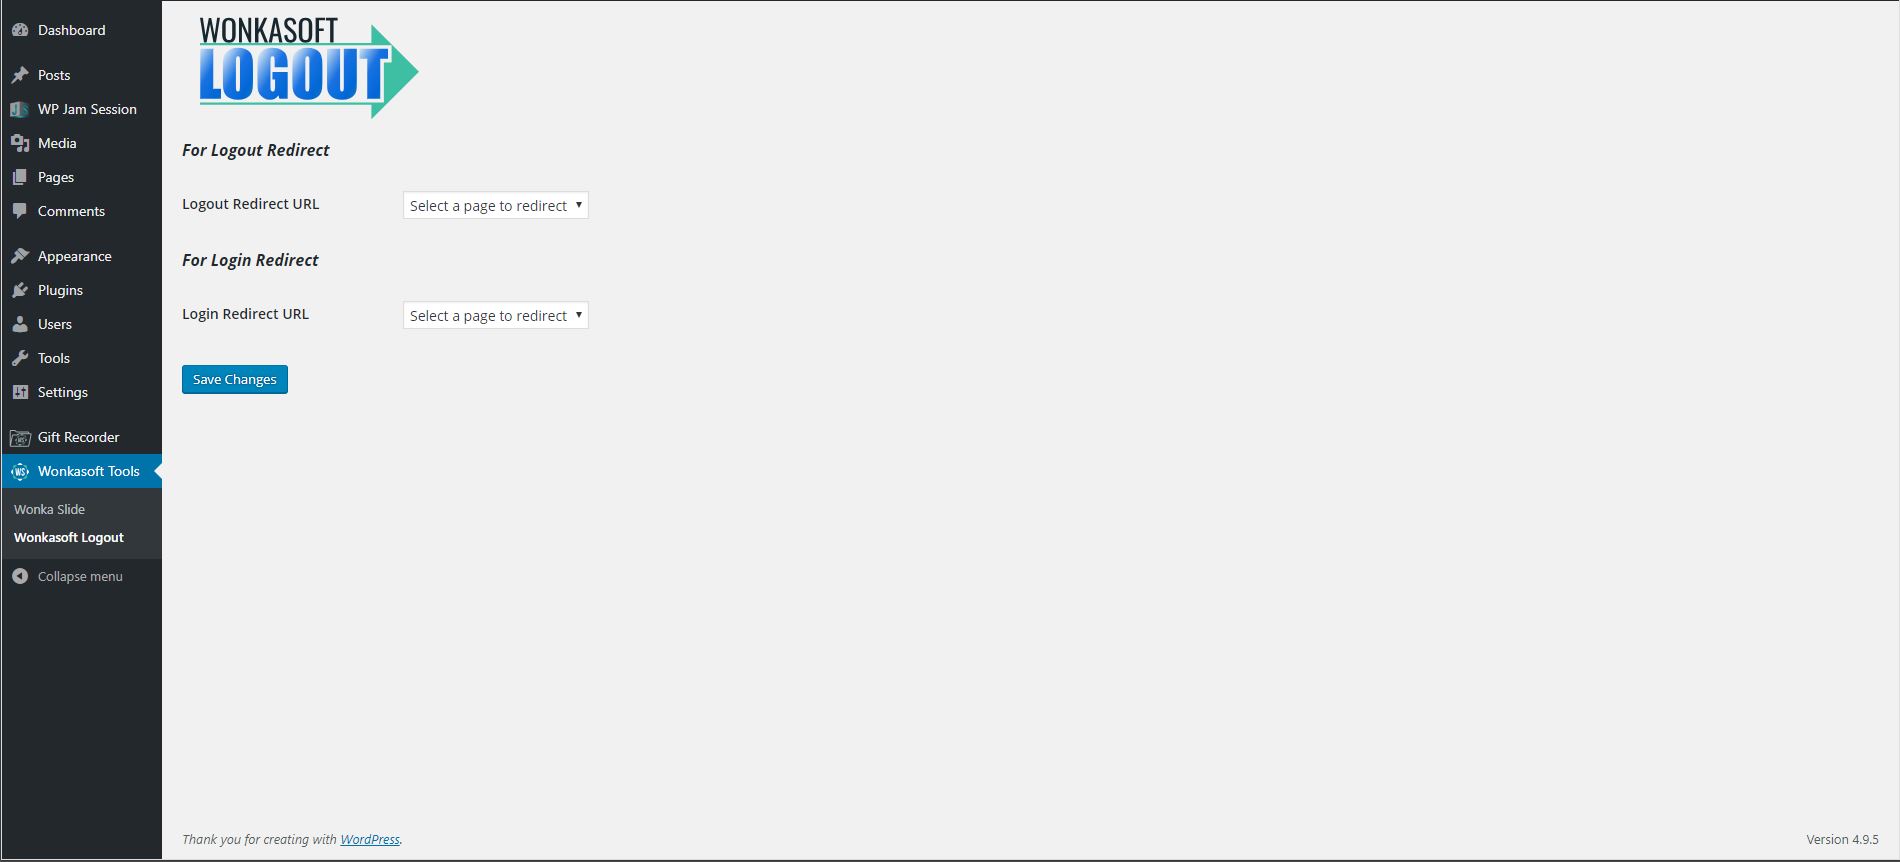 Dashboard
Posts
WP Jam Session
Media
Pages
Comments
Appearance
Plugins
Users
Tools
Settings
Gift Recorder
Wonkasoft Tools
Wonka Slide
Wonkasoft Logout
Collapse menu
WONKASOFT
LOGOUT
For Logout Redirect
Logout Redirect URL Select a page to redirect
For Login Redirect
Login Redirect URL Select a page to redirect
Save Changes
Thank you for creating with WordPress. Version 4.9.5